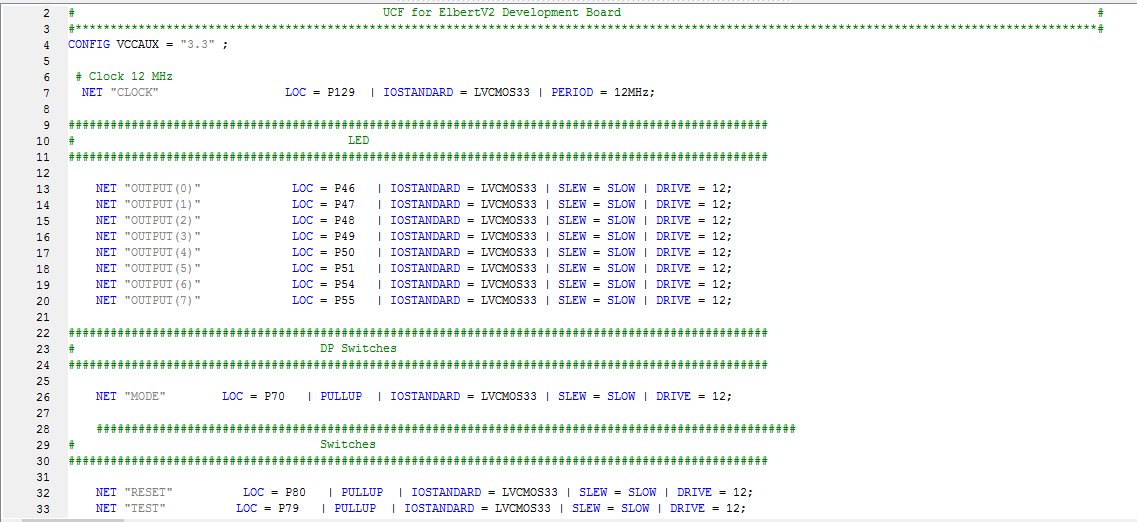 2 # UCF for ElbertV2 Development Board #
3 #***************************************************************************************************************************************************#
4 CONFIG VCCAUX = "3.3" ;
5
6 # Clock 12 MHz
7 NET "CLOCK" LOC = P129 | IOSTANDARD = LVCMOS33 | PERIOD = 12MHz;
8
9 ####################################################################################################
10 # LED
11 ####################################################################################################
12
13 NET "OUTPUT(0)" LOC = P46 | IOSTANDARD = LVCMOS33 | SLEW = SLOW | DRIVE = 12;
14 NET "OUTPUT(1)" LOC = P47 | IOSTANDARD = LVCMOS33 | SLEW = SLOW | DRIVE = 12;
15 NET "OUTPUT(2)" LOC = P48 | IOSTANDARD = LVCMOS33 | SLEW = SLOW | DRIVE = 12;
16 NET "OUTPUT(3)" LOC = P49 | IOSTANDARD = LVCMOS33 | SLEW = SLOW | DRIVE = 12;
17 NET "OUTPUT(4)" LOC = P50 | IOSTANDARD = LVCMOS33 | SLEW = SLOW | DRIVE = 12;
18 NET "OUTPUT(5)" LOC = P51 | IOSTANDARD = LVCMOS33 | SLEW = SLOW | DRIVE = 12;
19 NET "OUTPUT(6)" LOC = P54 | IOSTANDARD = LVCMOS33 | SLEW = SLOW | DRIVE = 12;
20 NET "OUTPUT(7)" LOC = P55 | IOSTANDARD = LVCMOS33 | SLEW = SLOW | DRIVE = 12;
21
22 ####################################################################################################
23 # DP Switches
24 ####################################################################################################
25
26 NET "MODE" LOC = P70 | PULLUP | IOSTANDARD = LVCMOS33 | SLEW = SLOW | DRIVE = 12;
27
28 ####################################################################################################
29 # Switches
30 ####################################################################################################
31
32 NET "RESET" LOC = P80 | PULLUP | IOSTANDARD = LVCMOS33 | SLEW = SLOW | DRIVE = 12;
33 NET "TEST" LOC = P79 | PULLUP | IOSTANDARD = LVCMOS33 | SLEW = SLOW | DRIVE = 12;